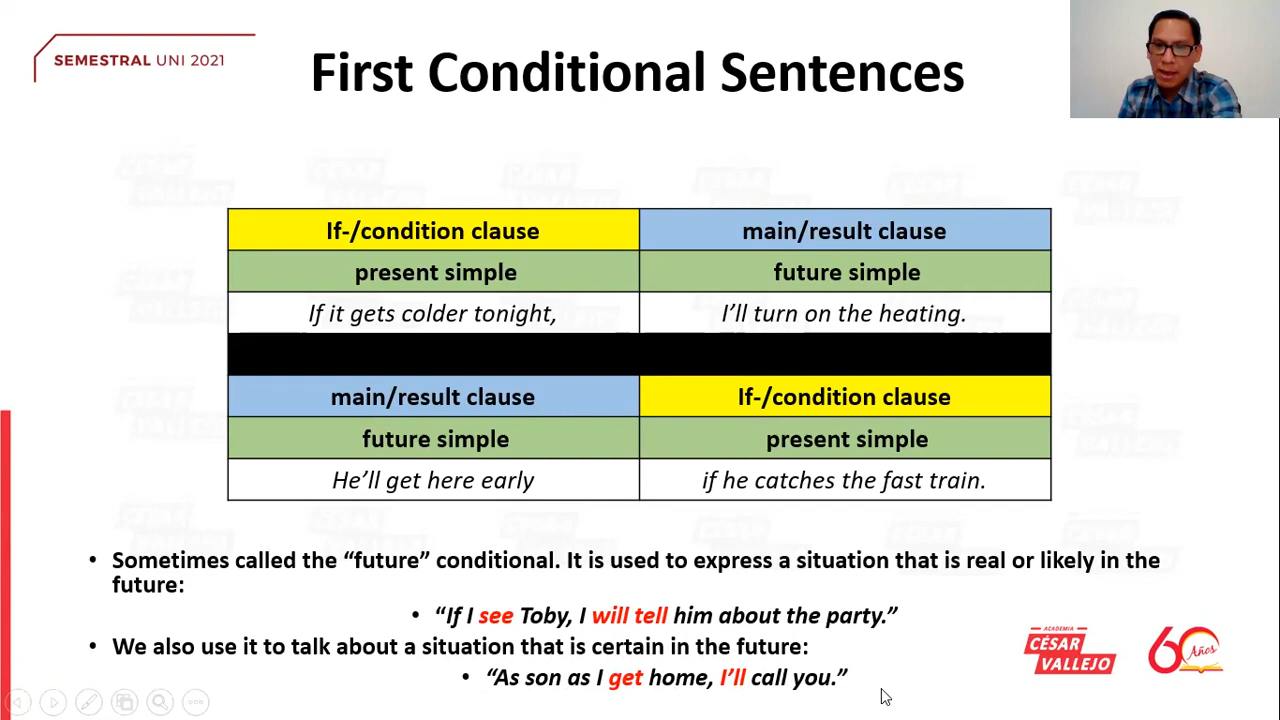 SEMESTRAL UNI 2021
First Conditional Sentences
If-/condition clause main/result clause
present simple future simple
If it gets colder tonight, I’ll turn on the heating.
main/result clause If-/condition clause
future simple present simple
He’ll get here early if he catches the fast train.
• Sometimes called the “future” conditional. It is used to express a situation that is real or likely in the
future:
• “If I see Toby, I will tell him about the party.”
• We also use it to talk about a situation that is certain in the future:
• “As son as I get home, I’ll call you.”
ACADEMIA
CÉSAR
VALLEJO
60 Años